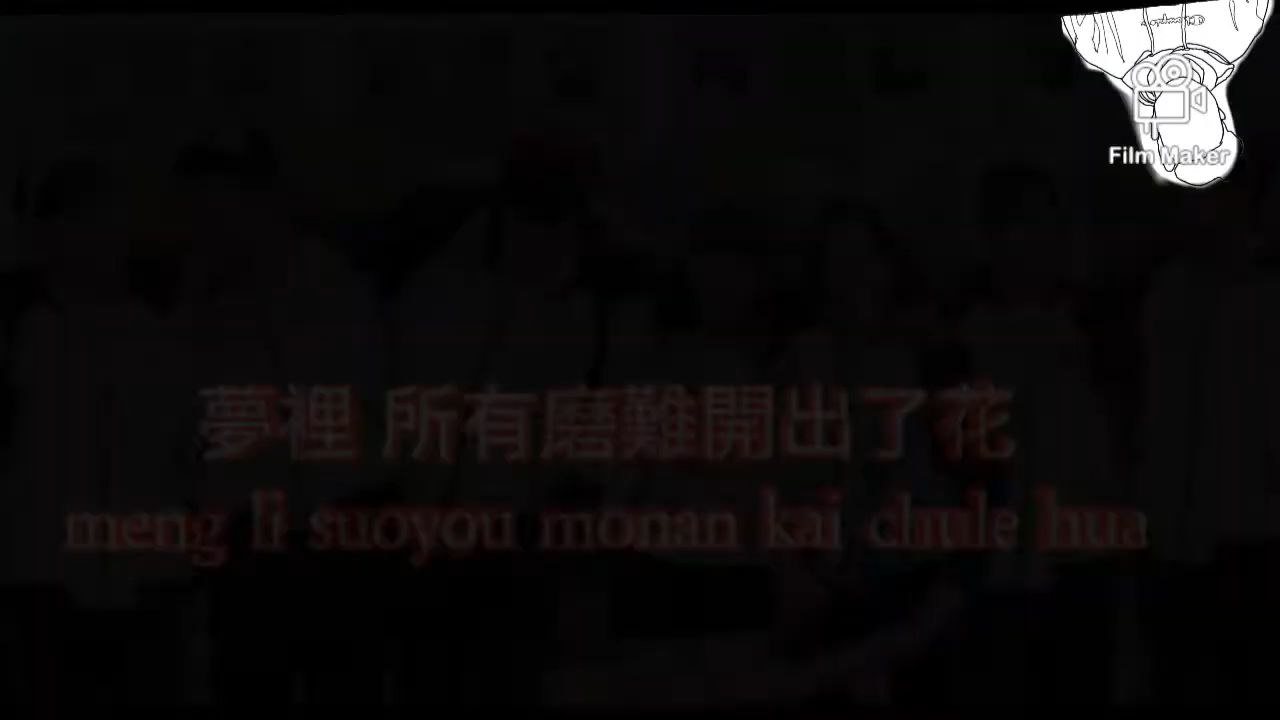 Champion
Film Maker
夢裡 所有磨難開出了花
meng li suoyou monan kai chule hua